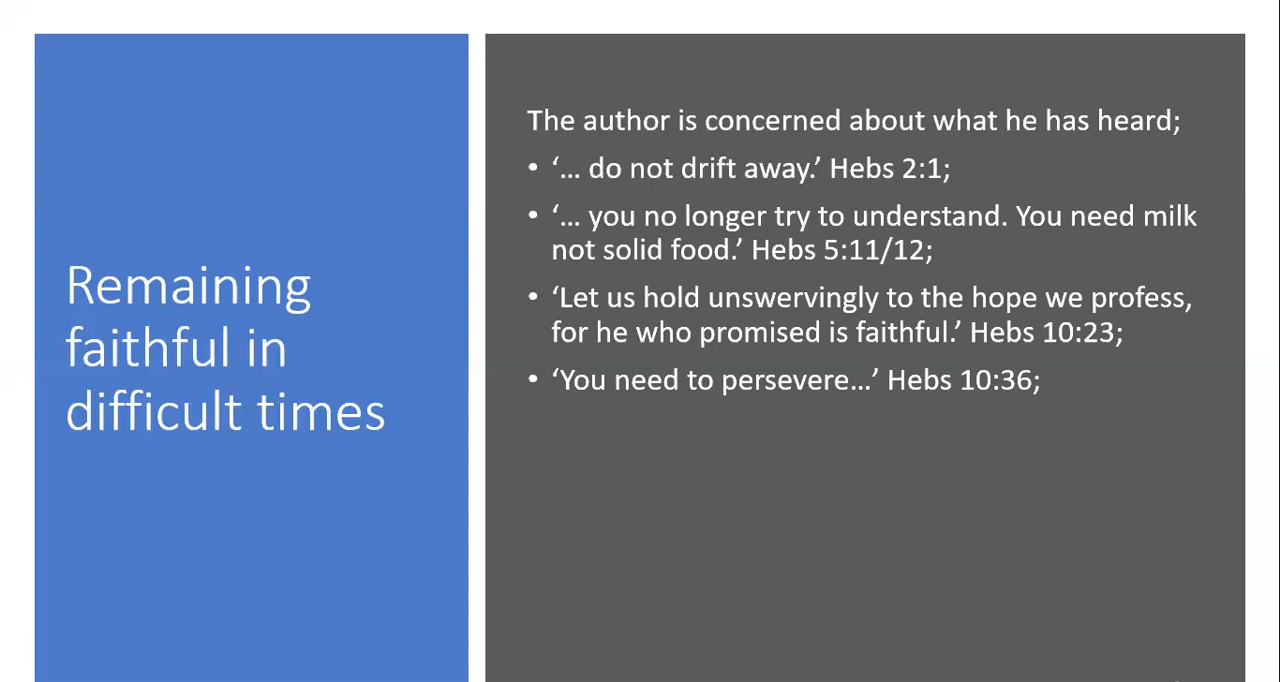 Remaining
faithful in
difficult times
The author is concerned about what he has heard;
• ‘... do not drift away.’ Hebs 2:1;
• ‘... you no longer try to understand. You need milk
not solid food.’ Hebs 5:11/12;
• ‘Let us hold unswervingly to the hope we profess,
for he who promised is faithful.’ Hebs 10:23;
• ‘You need to persevere...’ Hebs 10:36;